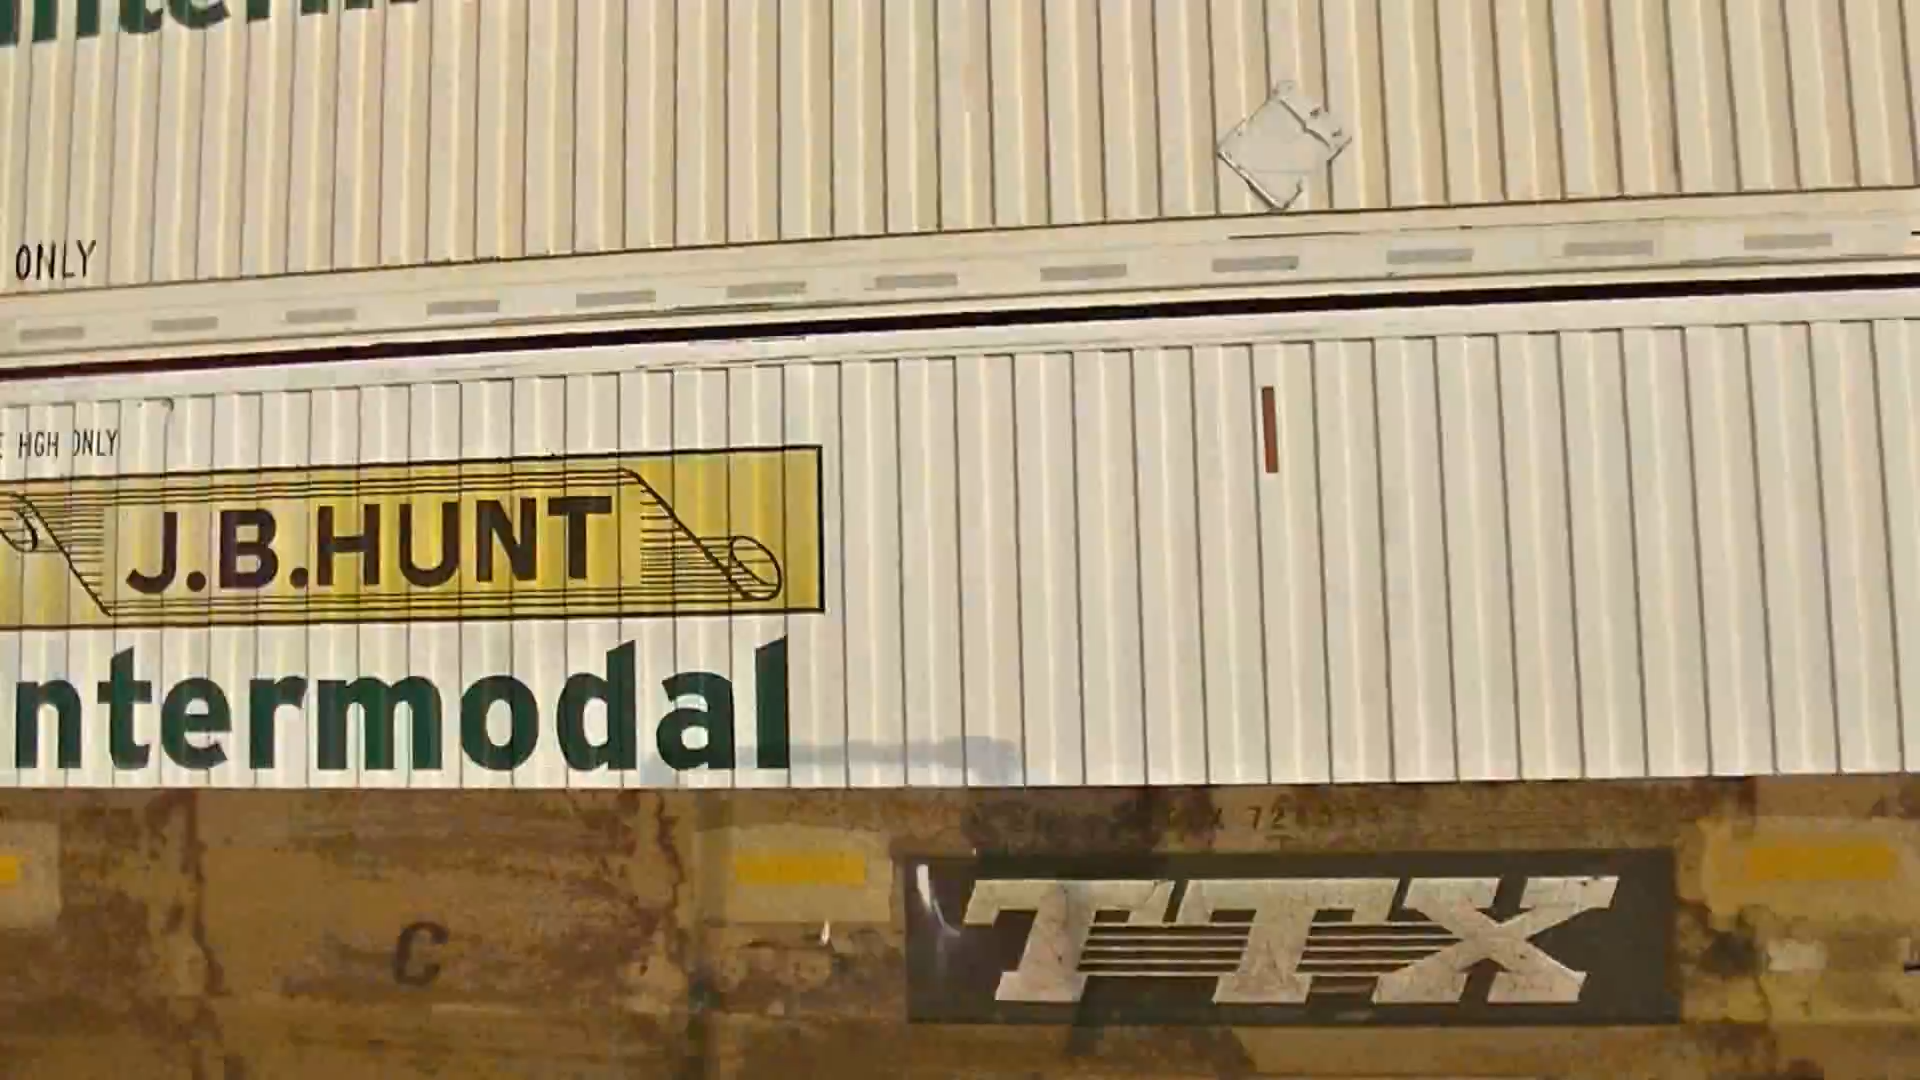 ONLY
HGH ONLY
J.B.HUNT
ntermodal
C
TTX